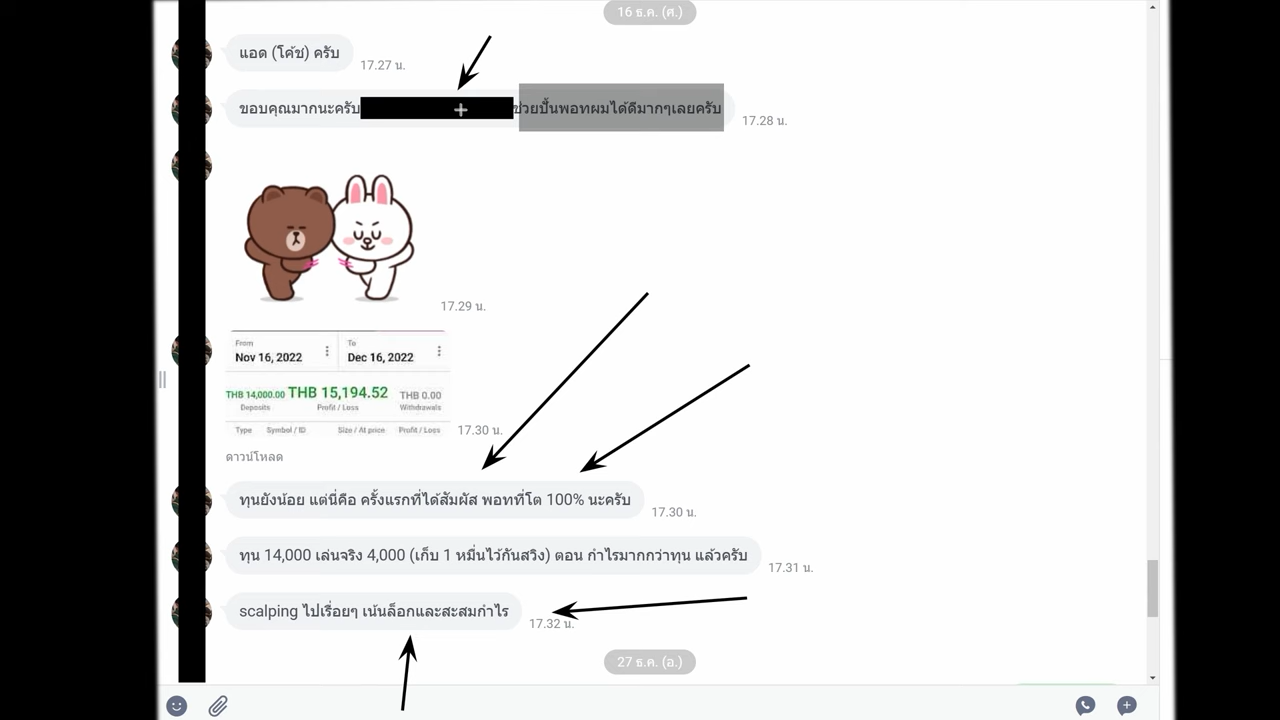 16 ธ.ค. (ศ.)
แอด (โค้ช) ครับ
17.27 น.
ขอบคุณมากนะครับ ช่วยปั้นพอทผมได้ดีมากๆเลยครับ
17.28 น.
17.29 น.
From To
Nov 16, 2022 Dec 16, 2022
THB 14,000.00 THB 15,194.52 THB 0.00
Deposits Profit / Loss Withdrawals
Type Symbol / ID Size / At price Profit / Loss
17.30 น.
ดาวน์โหลด
ทุนยังน้อย แต่นี่คือ ครั้งแรกที่ได้สัมผัส พอทที่โต 100% นะครับ
17.30 น.
ทุน 14,000 เล่นจริง 4,000 (เก็บ 1 หมื่นไว้กันสวิง) ตอน กำไรมากกว่าทุน แล้วครับ
17.31 น.
scalping ไปเรื่อยๆ เน้นล็อกและสะสมกำไร
17.32 น.
27 ธ.ค. (อ.)